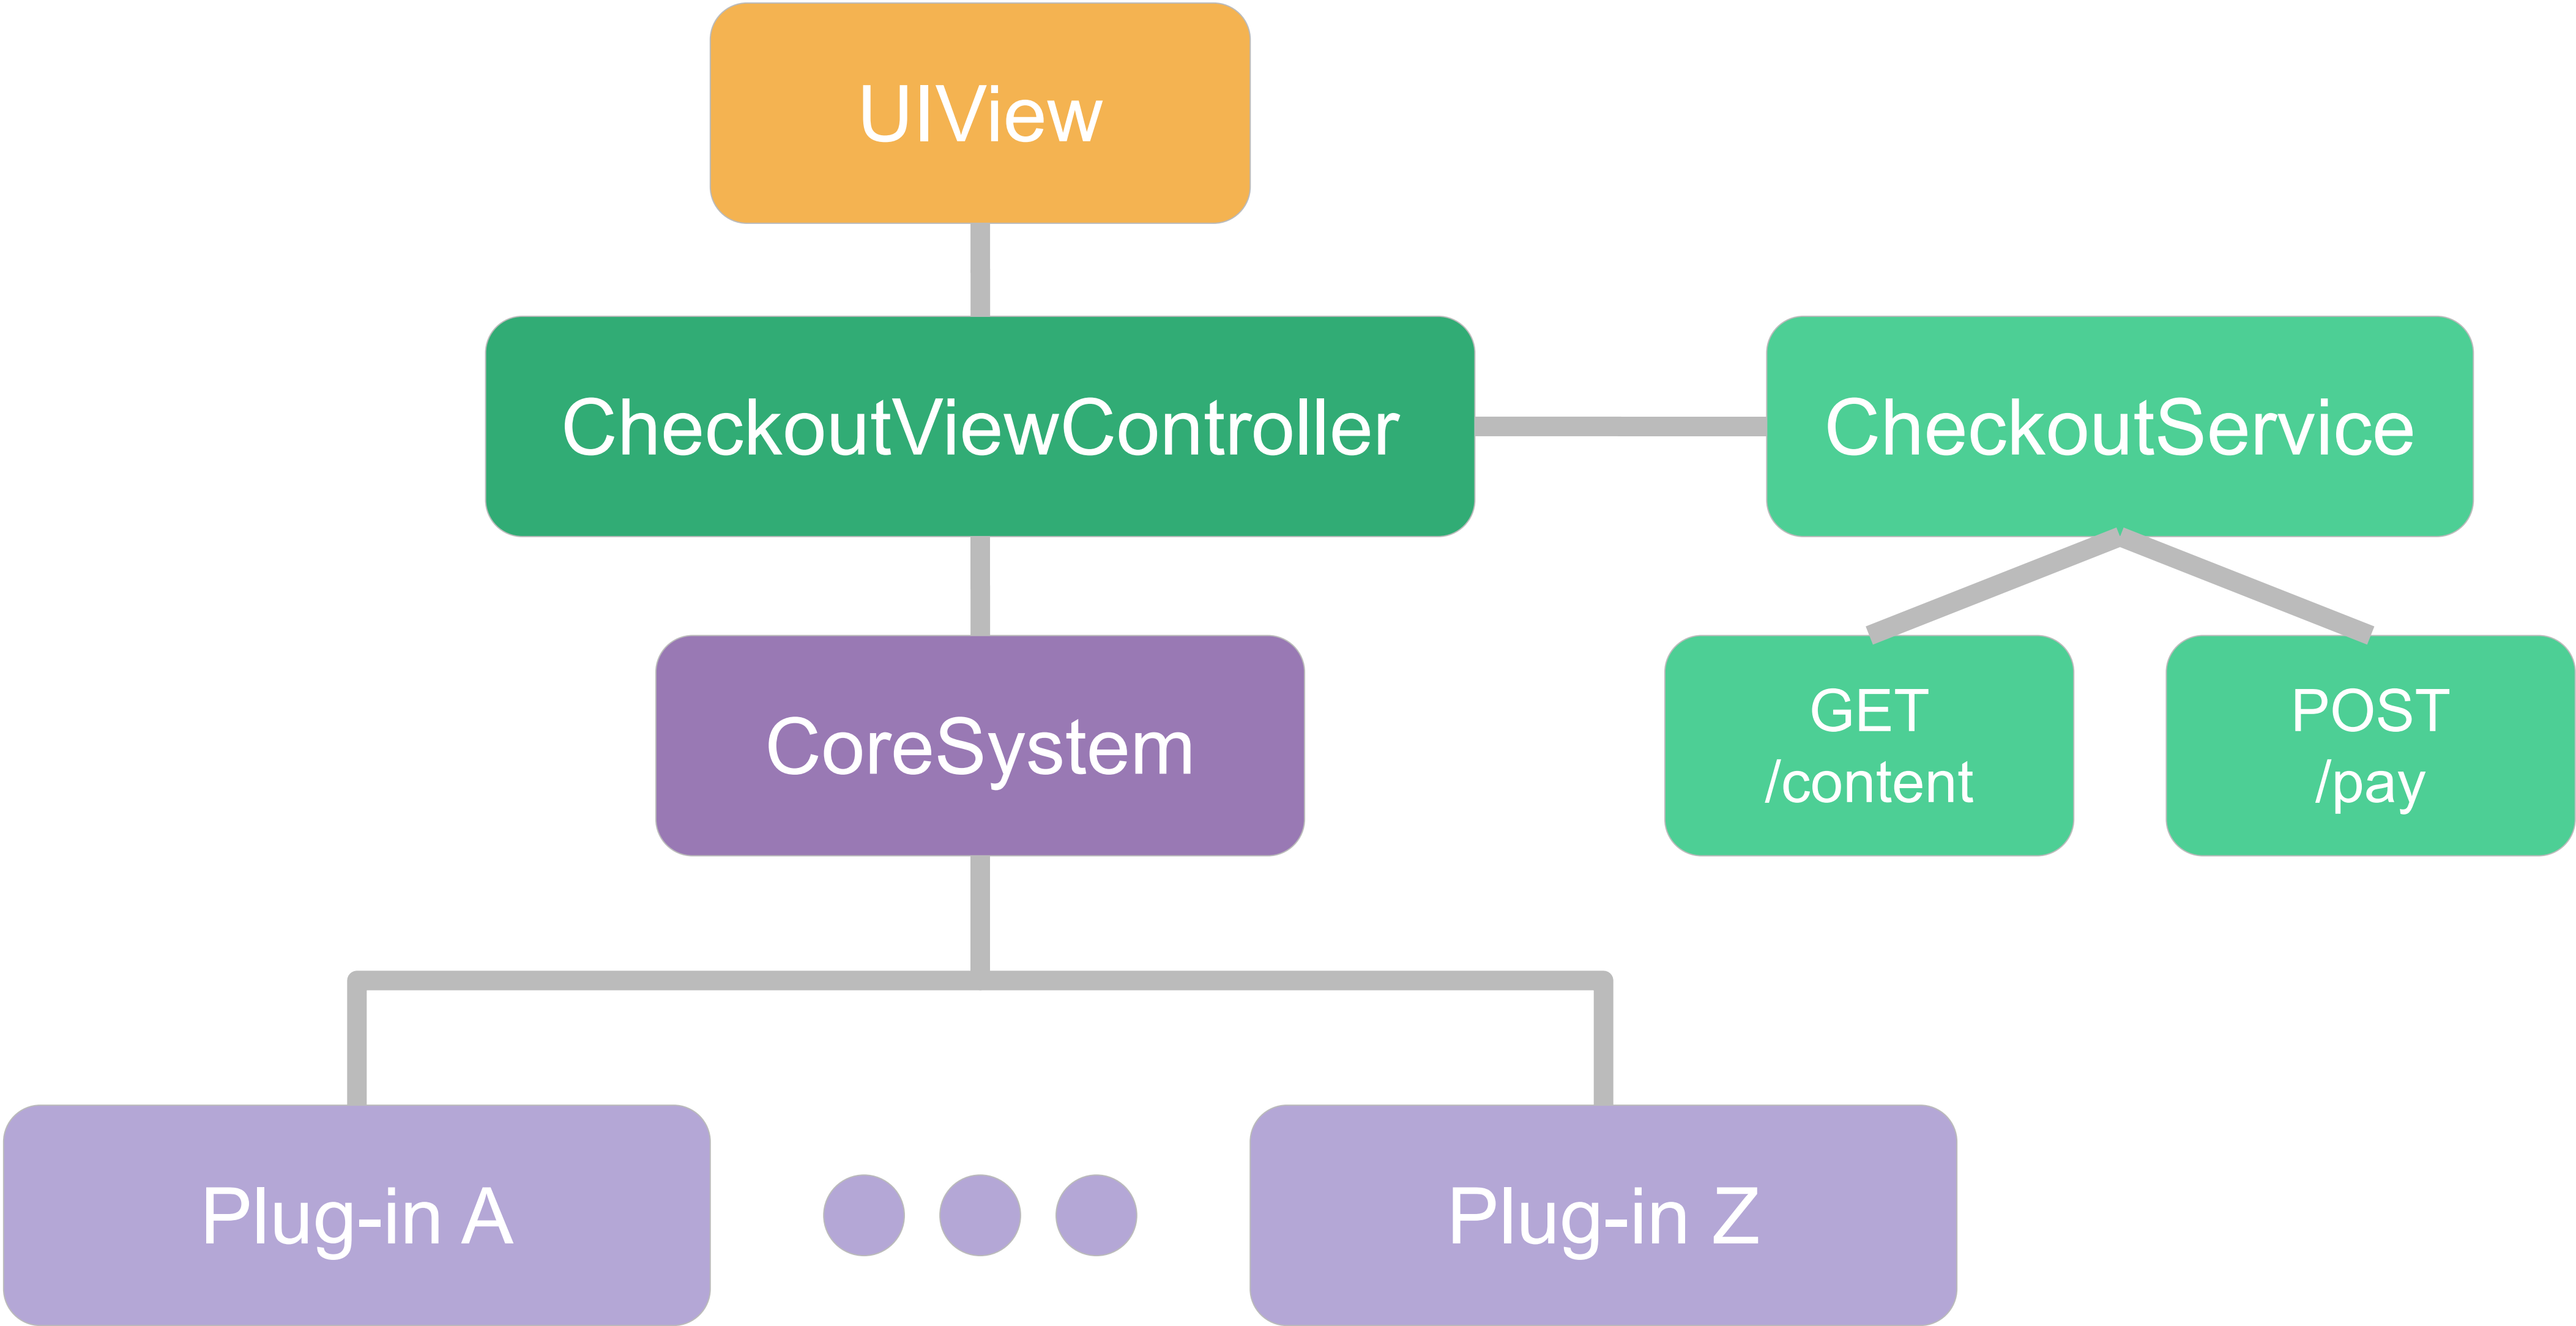 UIView
CheckoutViewController
CheckoutService
CoreSystem
GET
/content
POST
/pay
Plug-in A
Plug-in Z